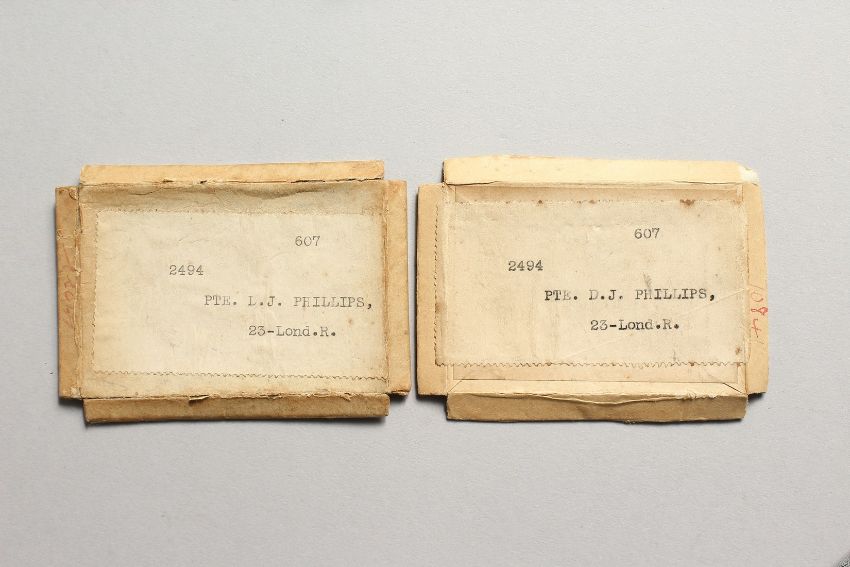 607
2494
PTE. D.J. PHILLIPS,
23-Lond.R.
607
2494
PTE. D.J. PHILLIPS,
23-Lond.R.